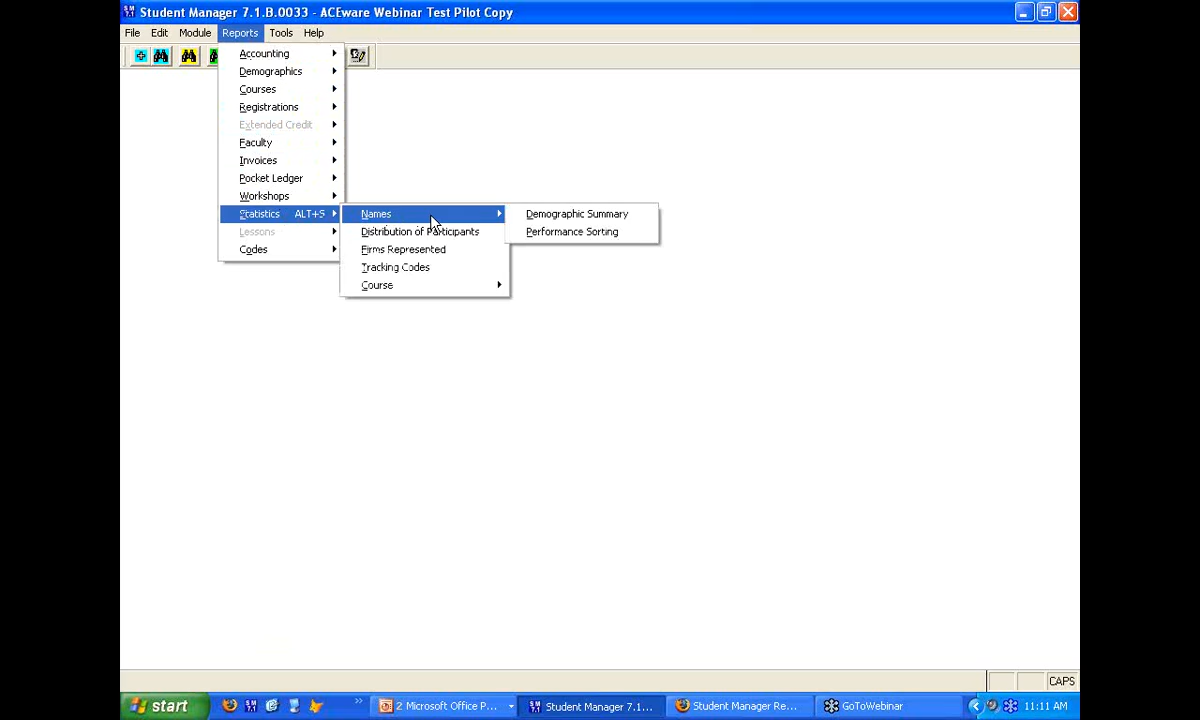 Student Manager 7.1.B.0033 - ACEware Webinar Test Pilot Copy
File Edit Module Reports Tools Help
Accounting
Demographics
Courses
Registrations
Extended Credit
Faculty
Invoices
Pocket Ledger
Workshops
Statistics ALT+S
Lessons
Codes
Names
Distribution of Participants
Firms Represented
Tracking Codes
Course
Demographic Summary
Performance Sorting
CAPS
start 2 Microsoft Office P... Student Manager 7.1... Student Manager Re... GoToWebinar 11:11 AM